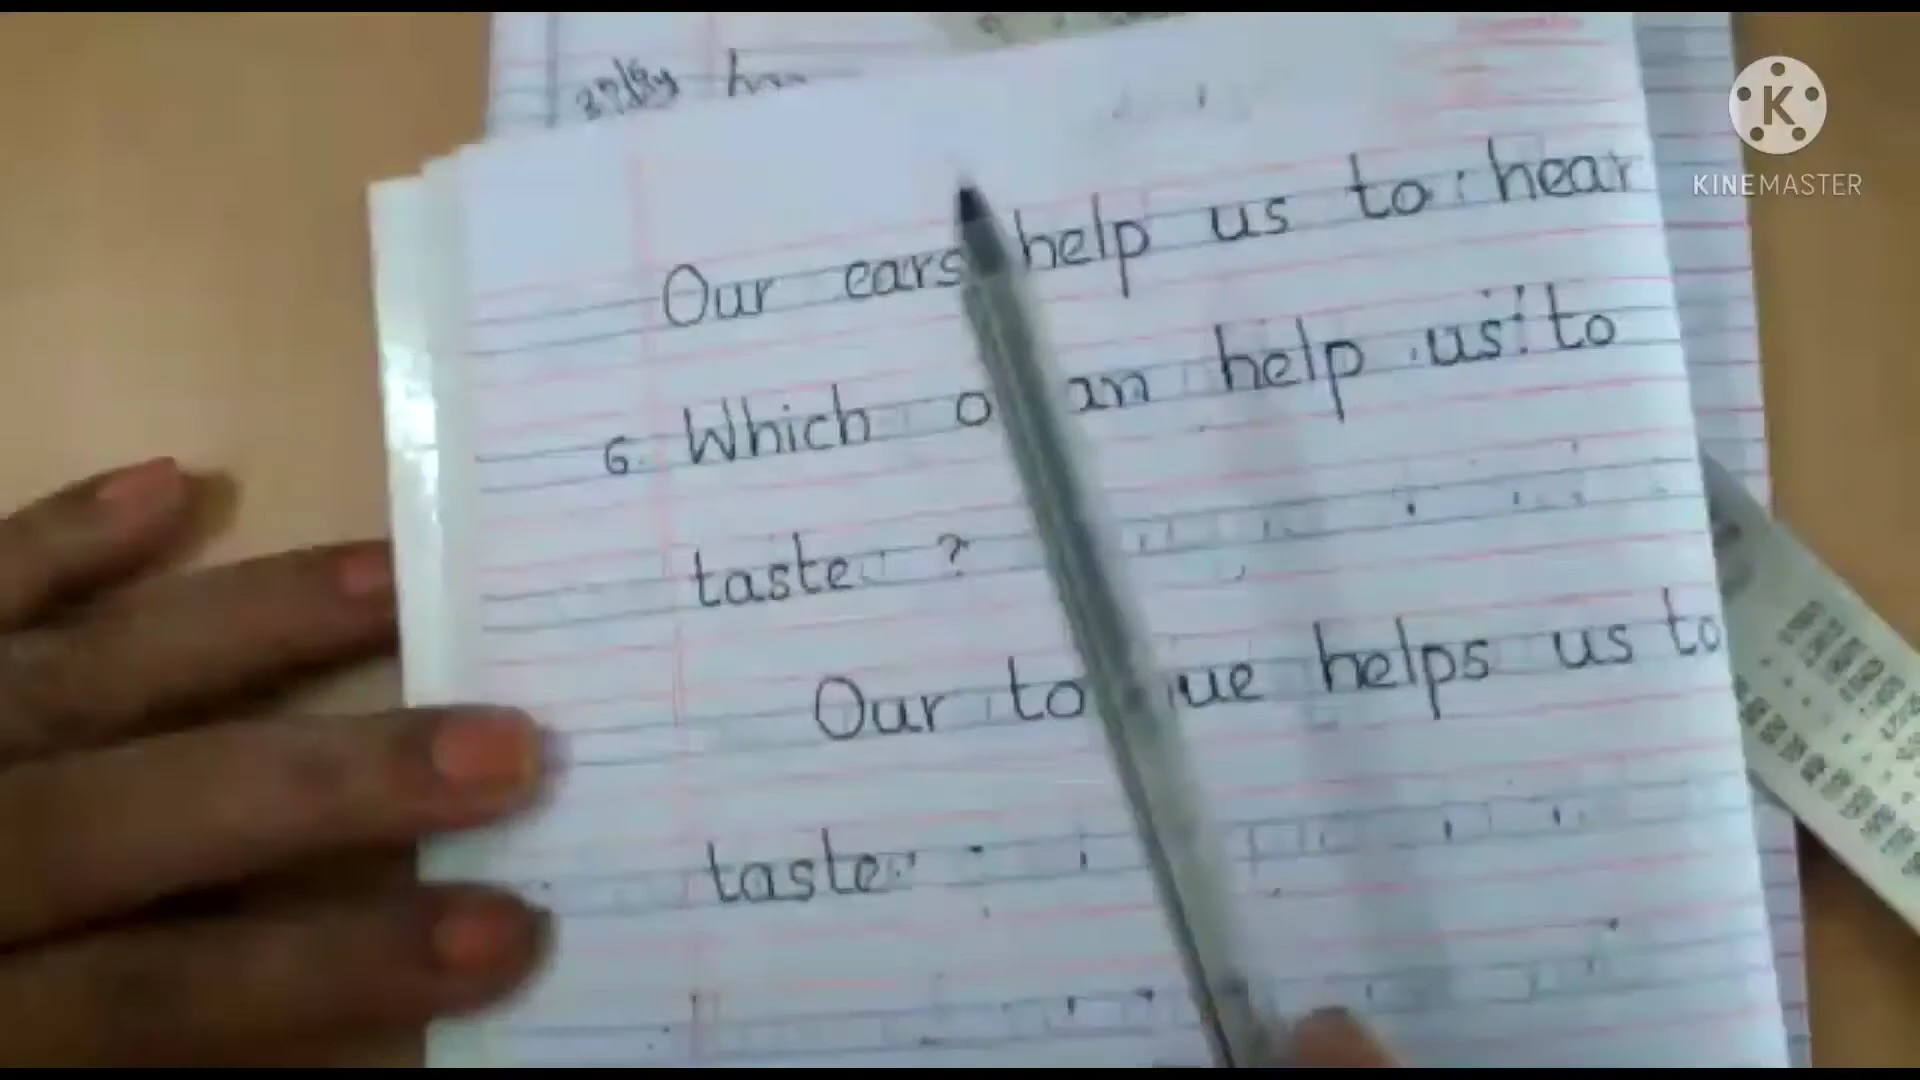 Our ears help us to hear
6. Which help us to
taste ?
Our helps us to
taste.
K
KINEMASTER